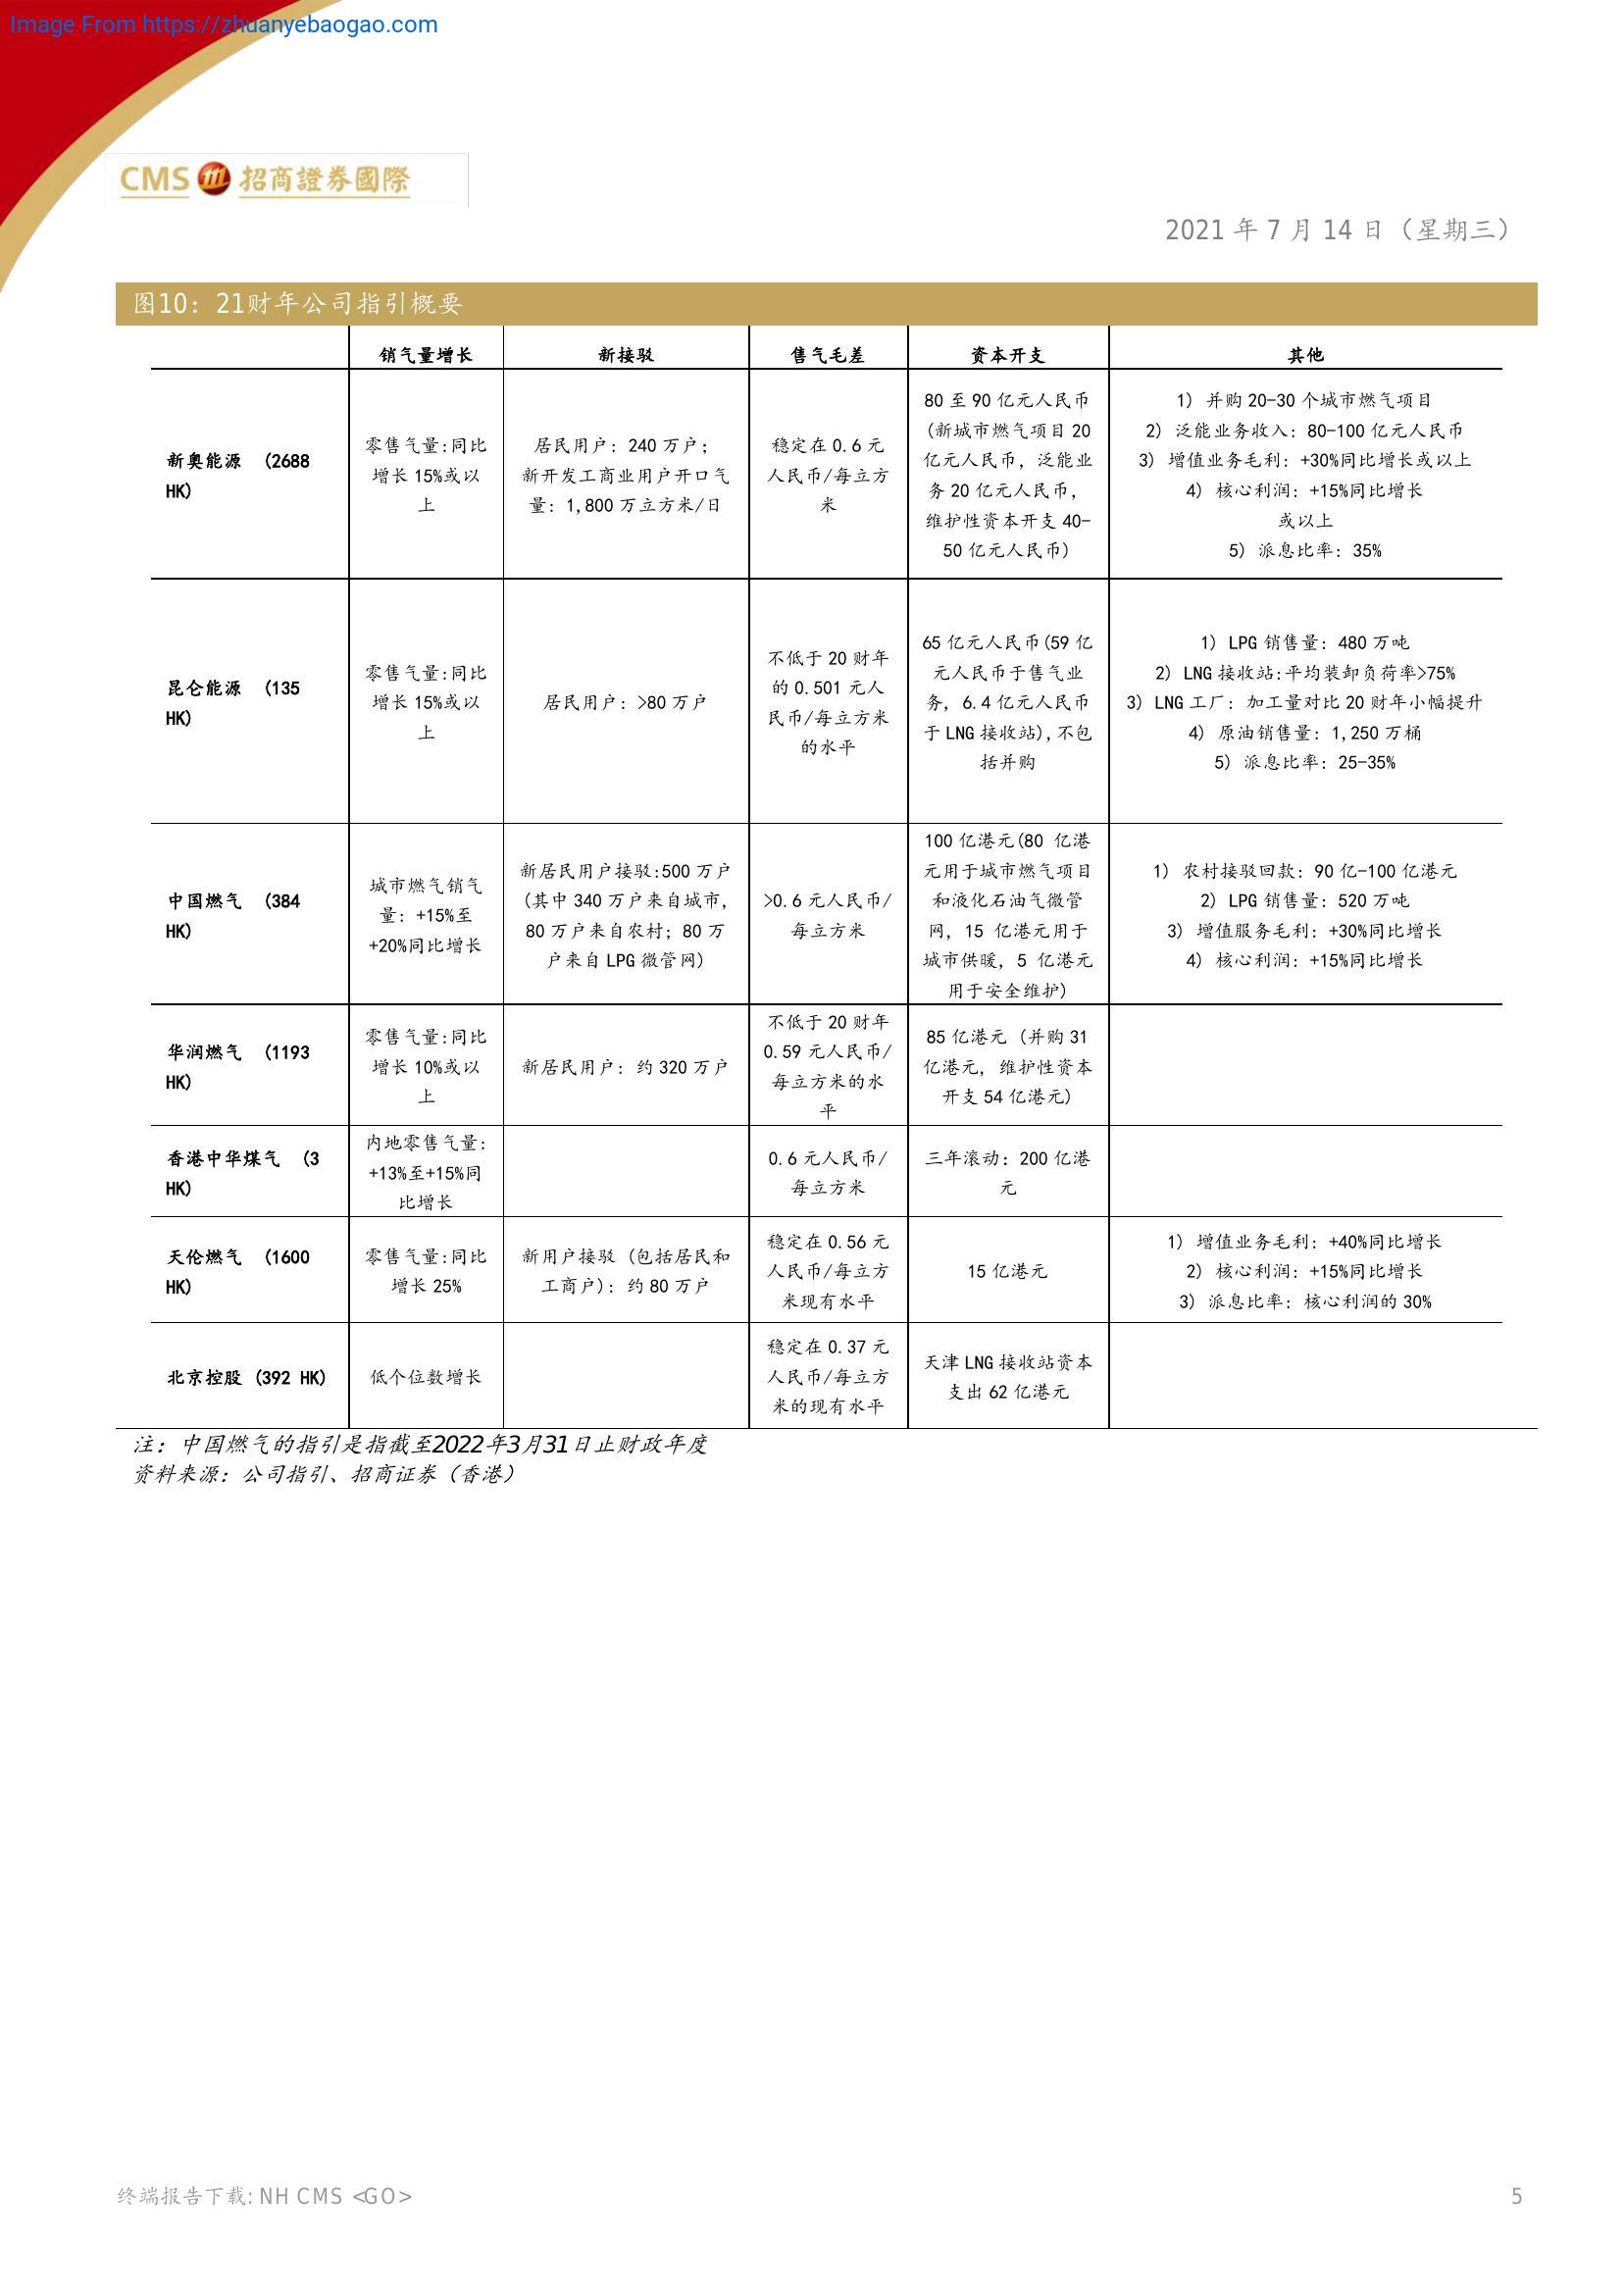 Image From https://zhuanyebaogao.com
CMS 招商證券國際
2021 年 7 月 14 日（星期三）
图10：21财年公司指引概要
销气量增长 新接驳 售气毛差 资本开支 其他
新奥能源 （2688
HK）
零售气量:同比
增长 15%或以
上
居民用户：240 万户；
新开发工商业用户开口气
量：1,800 万立方米/日
稳定在 0.6 元
人民币/每立方
米
80 至 90 亿元人民币
(新城市燃气项目 20
亿元人民币，泛能业
务 20 亿元人民币，
维护性资本开支 40-
50 亿元人民币)
1) 并购 20-30 个城市燃气项目
2) 泛能业务收入：80-100 亿元人民币
3) 增值业务毛利：+30%同比增长或以上
4) 核心利润：+15%同比增长
或以上
5) 派息比率：35%
昆仑能源 （135
HK）
零售气量:同比
增长 15%或以
上
居民用户：>80 万户
不低于 20 财年
的 0.501 元人
民币/每立方米
的水平
65 亿元人民币(59 亿
元人民币于售气业
务，6.4 亿元人民币
于 LNG 接收站),不包
括并购
1) LPG 销售量：480 万吨
2) LNG 接收站:平均装卸负荷率>75%
3) LNG 工厂：加工量对比 20 财年小幅提升
4) 原油销售量：1,250 万桶
5) 派息比率：25-35%
中国燃气 （384
HK）
城市燃气销气
量：+15%至
+20%同比增长
新居民用户接驳:500 万户
(其中 340 万户来自城市，
80 万户来自农村；80 万
户来自 LPG 微管网)
>0.6 元人民币/
每立方米
100 亿港元(80 亿港
元用于城市燃气项目
和液化石油气微管
网，15 亿港元用于
城市供暖，5 亿港元
用于安全维护)
1) 农村接驳回款：90 亿-100 亿港元
2) LPG 销售量：520 万吨
3) 增值服务毛利：+30%同比增长
4) 核心利润：+15%同比增长
华润燃气 （1193
HK）
零售气量:同比
增长 10%或以
上
新居民用户：约 320 万户
不低于 20 财年
0.59 元人民币/
每立方米的水
平
85 亿港元 (并购 31
亿港元，维护性资本
开支 54 亿港元)
香港中华煤气 （3
HK）
内地零售气量：
+13%至+15%同
比增长
0.6 元人民币/
每立方米
三年滚动：200 亿港
元
天伦燃气 （1600
HK）
零售气量:同比
增长 25%
新用户接驳 (包括居民和
工商户)：约 80 万户
稳定在 0.56 元
人民币/每立方
米现有水平
15 亿港元
1) 增值业务毛利：+40%同比增长
2) 核心利润：+15%同比增长
3) 派息比率：核心利润的 30%
北京控股 (392 HK)
低个位数增长
稳定在 0.37 元
人民币/每立方
米的现有水平
天津 LNG 接收站资本
支出 62 亿港元
注：中国燃气的指引是指截至2022年3月31日止财政年度
资料来源：公司指引、招商证券（香港）
终端报告下载: NH CMS <GO>
5